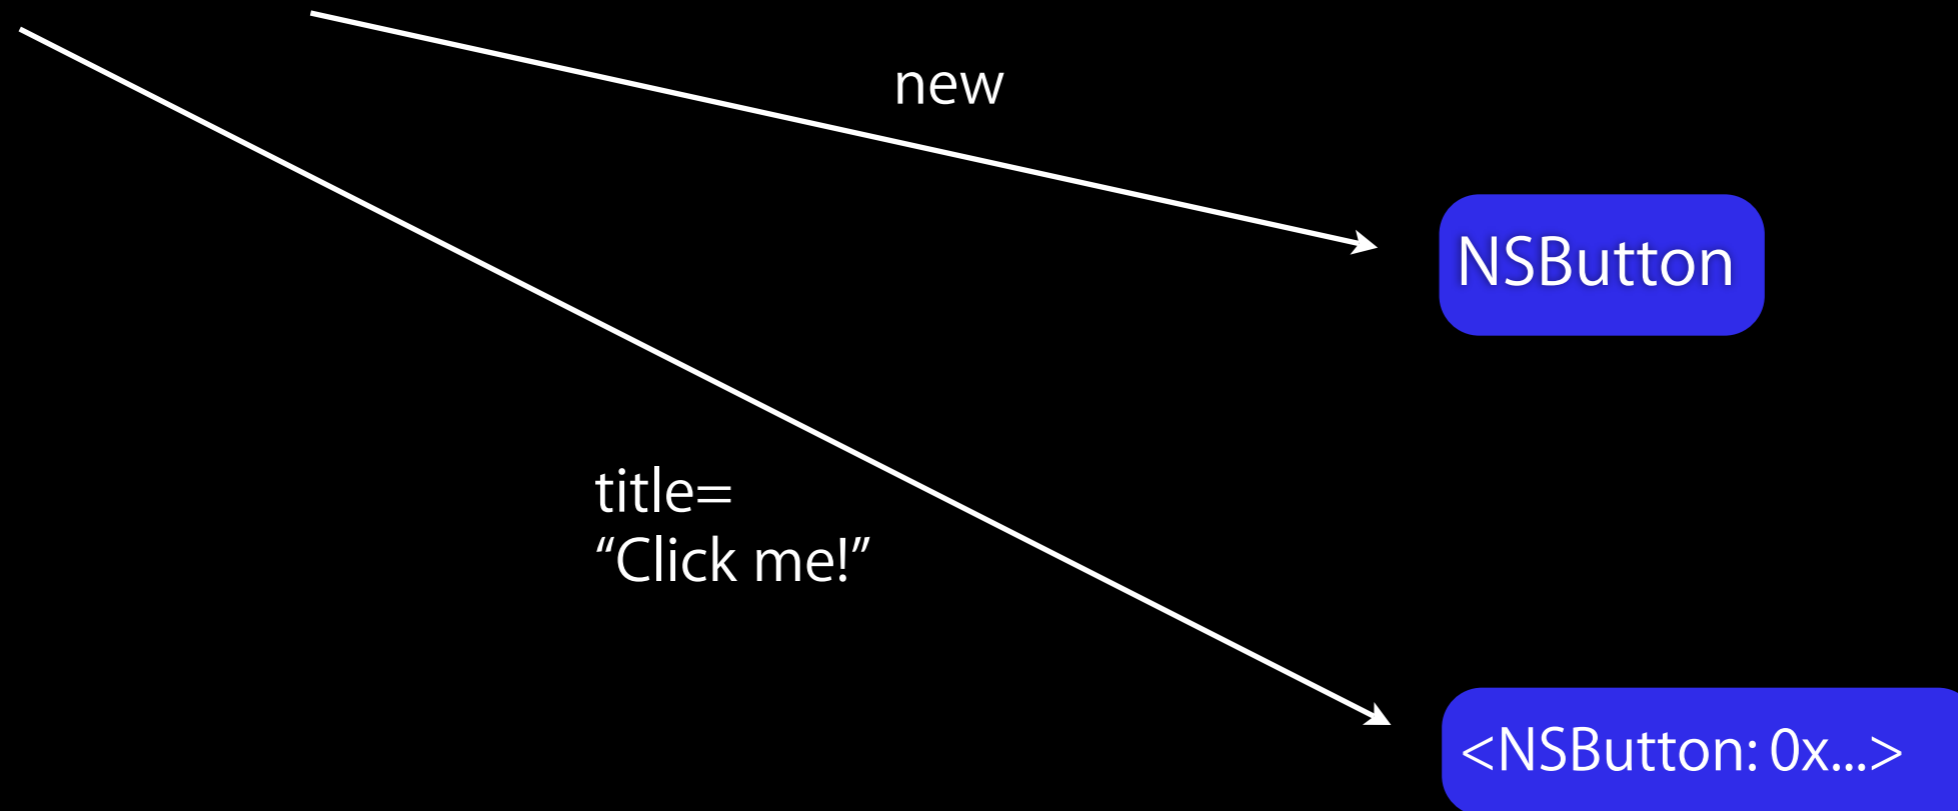 new
NSButton
title=
“Click me!”
<NSButton: 0x...>